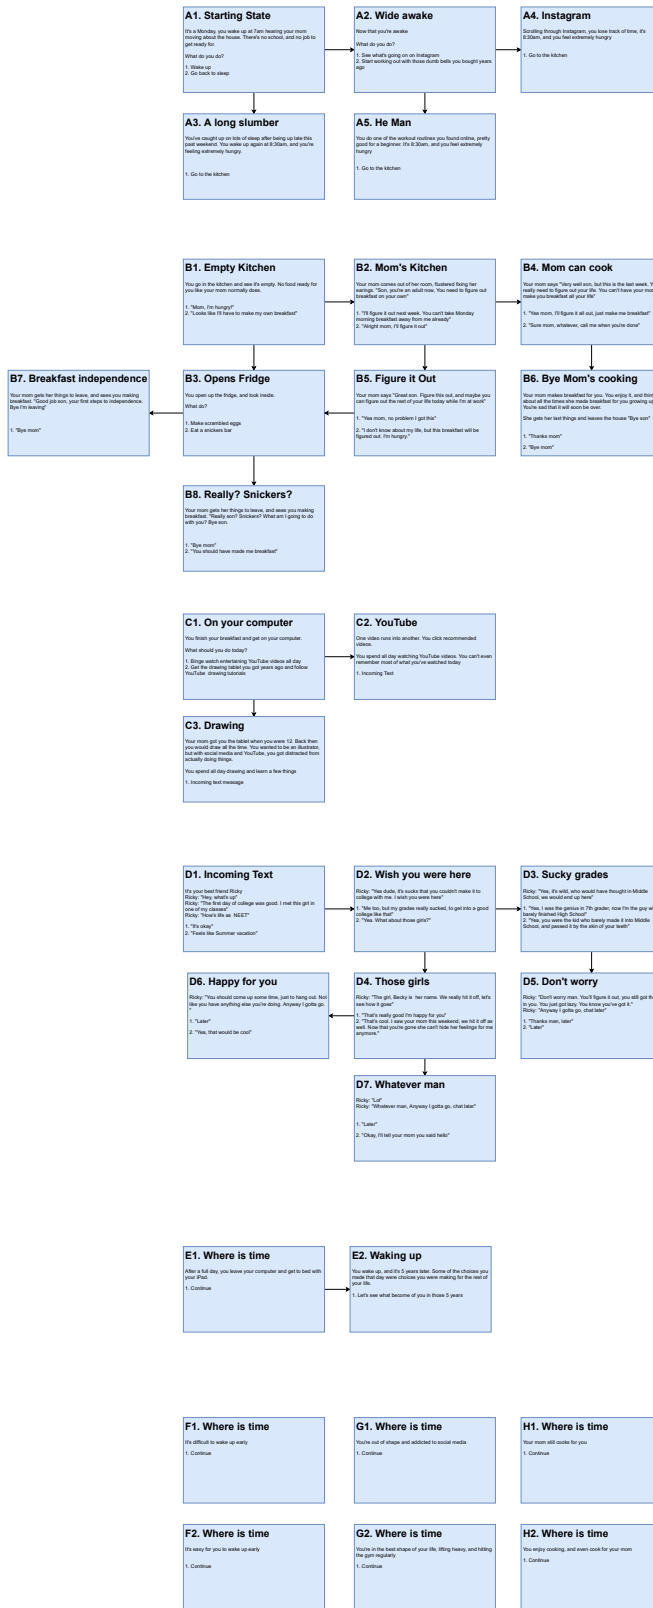 A1. Starting State
It's a Monday, you wake up at 7am hearing your mom
moving about the house. There's no school, and no job to
get ready for.
What do you do?
1. Wake up
2. Go back to sleep
A2. Wide awake
Now that you're awake
What do you do?
1. See what's going on on Instagram
2. Start working out with those dumb bells you bought years
ago
A4. Instagram
Scrolling through Instagram, you lose track of time, it's
8:30am, and you feel extremely hungry
1. Go to the kitchen
A3. A long slumber
You've caught up on lots of sleep after being up late this
past weekend. You wake up again at 8:30am, and you're
feeling extremely hungry.
1. Go to the kitchen
A5. He Man
You do one of the workout routines you found online, pretty
good for a beginner. It's 8:30am, and you feel extremely
hungry
1. Go to the kitchen
B1. Empty Kitchen
You go in the kitchen and see it's empty. No food ready for
you like your mom normally does.
1. "Mom, I'm hungry!"
2. "Looks like I'll have to make my own breakfast"
B2. Mom's Kitchen
Your mom comes out of her room, flustered fixing her
earings. "Son, you're an adult now, You need to figure out
breakfast on your own"
1. "I'll figure it out next week. You can't take Monday
morning breakfast away from me already"
2. "Alright mom, I'll figure it out"
B4. Mom can cook
Your mom says "Very well son, but this is the last week.
really need to figure out your life. You can't have your
make you breakfast all your life"
1. "Yea mom, I'll figure it all out, just make me breakfast"
2. "Sure mom, whatever, call me when you're done"
B7. Breakfast independence
Your mom gets her things to leave, and sees you making
breakfast. "Good job son, your first steps to independence.
Bye I'm leaving"
1. "Bye mom"
B3. Opens Fridge
You open up the fridge, and look inside.
What do?
1. Make scrambled eggs
2. Eat a snickers bar
B5. Figure it Out
Your mom says "Great son. Figure this out, and maybe you
can figure out the rest of your life today while I'm at work"
1. "Yea mom, no problem I got this"
2. "I don't know about my life, but this breakfast will be
figured out. I'm hungry."
B6. Bye Mom's cooking
Your mom makes breakfast for you. You enjoy it, and
about all the times she made breakfast for you growing
You're sad that it will soon be over.
She gets her last things and leaves the house "Bye son"
1. "Thanks mom"
2. "Bye mom"
B8. Really? Snickers?
Your mom gets her things to leave, and sees you making
breakfast. "Really son? Snickers? What am I going to do
with you? Bye son.
1. "Bye mom"
2. "You should have made me breakfast"
C1. On your computer
You finish your breakfast and get on your computer.
What should you do today?
1. Binge watch entertaining YouTube videos all day
2. Get the drawing tablet you got years ago and follow
YouTube drawing tutorials
C2. YouTube
One video runs into another. You click recommended
videos.
You spend all day watching YouTube videos. You can't even
remember most of what you've watched today
1. Incoming Text
C3. Drawing
Your mom got you the tablet when you were 12. Back then
you would draw all the time. You wanted to be an illustrator,
but with social media and YouTube, you got distracted from
actually doing things.
You spend all day drawing and learn a few things
1. Incoming text message
D1. Incoming Text
It's your best friend Ricky
Ricky: "Hey, what's up"
Ricky: "The first day of college was good. I met this girl in
one of my classes"
Ricky: "How's life as NEET"
1. "It's okay"
2. "Feels like Summer vacation"
D2. Wish you were here
Ricky: "Yea dude, it's sucks that you couldn't make it to
college with me. I wish you were here"
1. "Me too, but my grades really sucked, to get into a good
college like that"
2. "Yea. What about those girls?"
D3. Sucky grades
Ricky: "Yea, it's wild, who would have thought in Middle
School, we would end up here"
1. "Yea, I was the genius in 7th grader, now I'm the guy
barely finished High School"
2. "Yea, you were the kid who barely made it into Middle
School, and passed it by the skin of your teeth"
D6. Happy for you
Ricky: "You should come up some time, just to hang out. Not
like you have anything else you're doing. Anyway I gotta go.
"
1. "Later"
2. "Yea, that would be cool"
D4. Those girls
Ricky: "The girl, Becky is her name. We really hit it off, let's
see how it goes"
1. "That's really good I'm happy for you"
2. "That's cool. I saw your mom this weekend, we hit it off as
well. Now that you're gone she can't hide her feelings for me
anymore."
D5. Don't worry
Ricky: "Don't worry man. You'll figure it out, you still got
in you. You just got lazy. You know you've got it."
Ricky: "Anyway I gotta go, chat later"
1. "Thanks man, later"
2. "Later"
D7. Whatever man
Ricky: "Lol"
Ricky: "Whatever man, Anyway I gotta go, chat later"
1. "Later"
2. "Okay, I'll tell your mom you said hello"
E1. Where is time
After a full day, you leave your computer and get to bed with
your iPad.
1. Continue
E2. Waking up
You wake up, and it's 5 years later. Some of the choices you
made that day were choices you were making for the rest of
your life.
1. Let's see what become of you in those 5 years
F1. Where is time
It's difficult to wake up early
1. Continue
G1. Where is time
You're out of shape and addicted to social media
1. Continue
H1. Where is time
Your mom still cooks for you
1. Continue
F2. Where is time
It's easy for you to wake up early
1. Continue
G2. Where is time
You're in the best shape of your life, lifting heavy, and hitting
the gym regularly
1. Continue
H2. Where is time
You enjoy cooking, and even cook for your mom
1. Continue